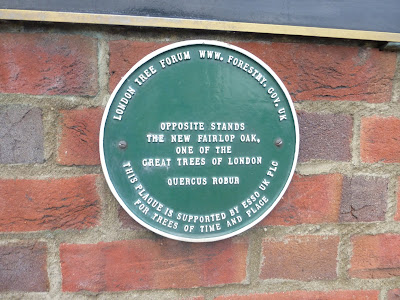 LONDON TREE FORUM WWW.FORESTRY.GOV.UK
OPPOSITE STANDS
THE NEW FAIRLOP OAK,
ONE OF THE
GREAT TREES OF LONDON
QUERCUS ROBUR
THIS PLAQUE IS SUPPORTED BY ESSO UK PLC
FOR TREES OF TIME AND PLACE